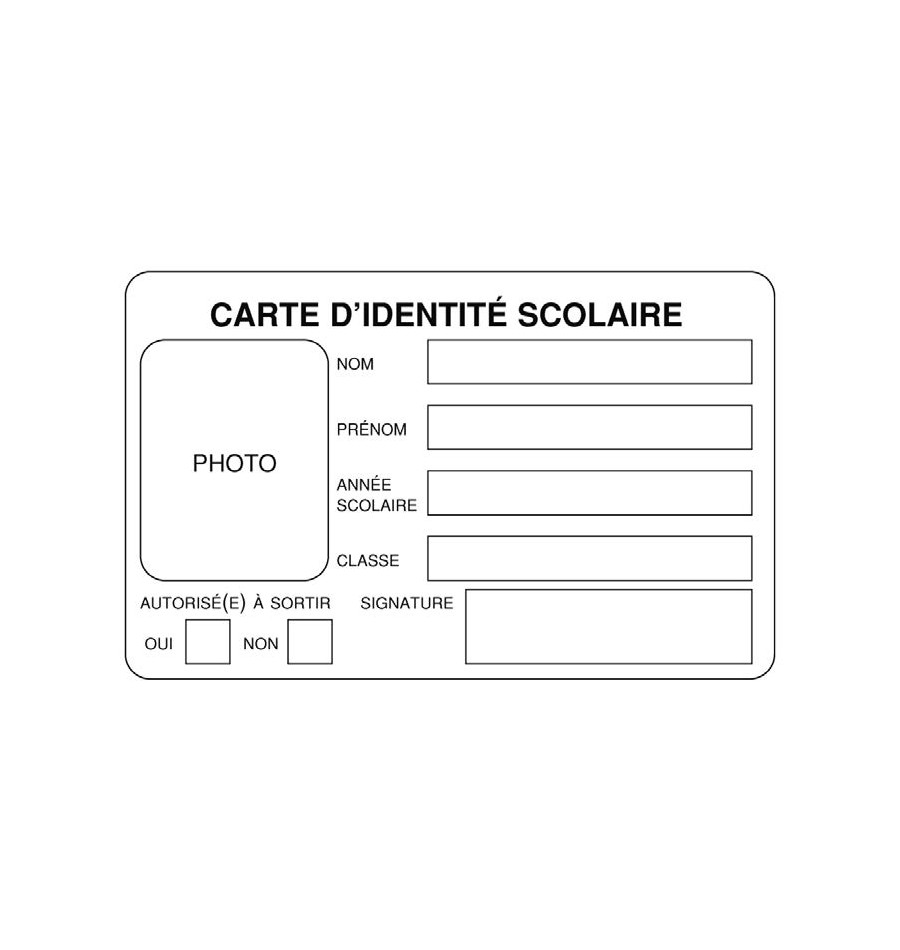 CARTE D’IDENTITÉ SCOLAIRE
PHOTO
NOM
PRÉNOM
ANNÉE
SCOLAIRE
CLASSE
AUTORISÉ(E) À SORTIR
OUI
NON
SIGNATURE